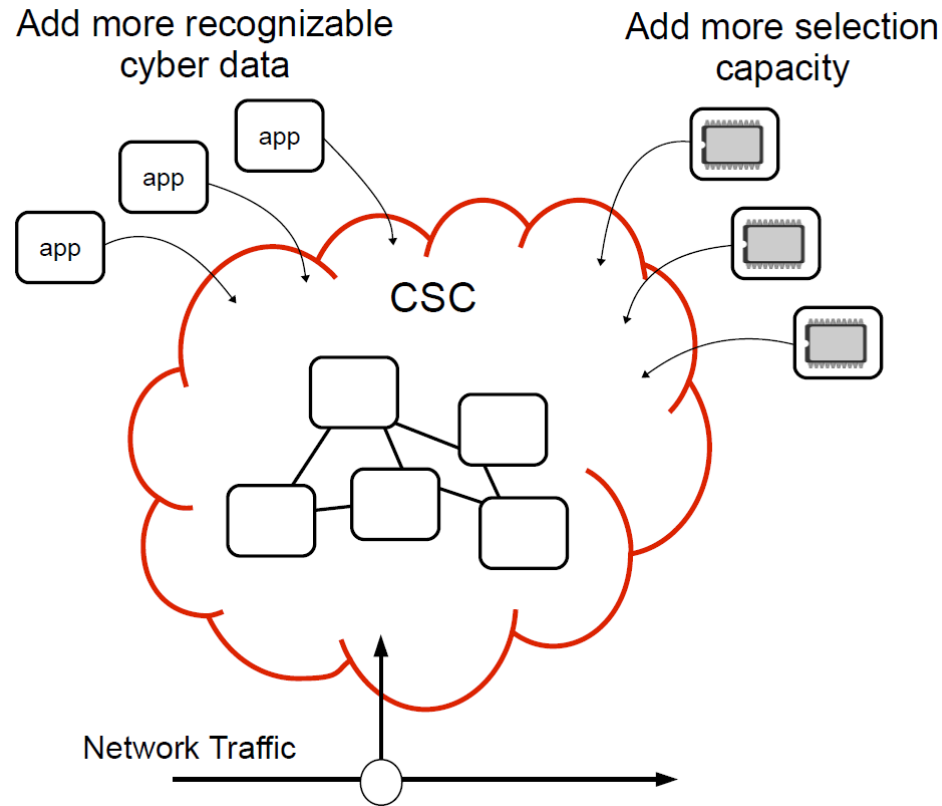 Add more recognizable
cyber data
Add more selection
capacity
app
app
app
CSC
Network Traffic